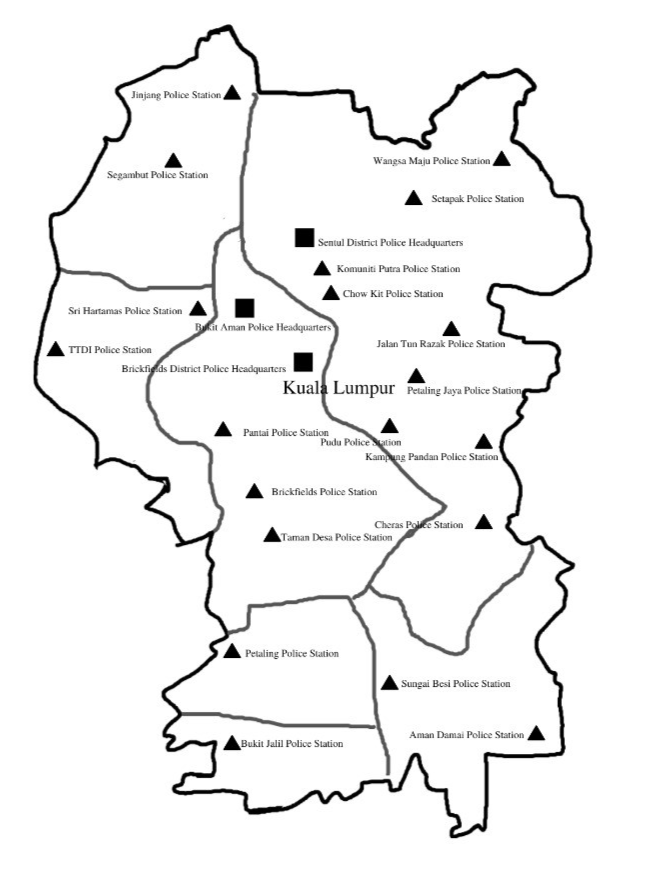 Jinjang Police Station
Wangsa Maju Police Station
Segambut Police Station
Setapak Police Station
Sentul District Police Headquarters
Komuniti Putra Police Station
Chow Kit Police Station
Sri Hartamas Police Station
Bukit Aman Police Headquarters
Jalan Tun Razak Police Station
TTDI Police Station
Brickfields District Police Headquarters
Kuala Lumpur
Petaling Jaya Police Station
Pantai Police Station
Pudu Police Station
Kampung Pandan Police Station
Brickfields Police Station
Cheras Police Station
Taman Desa Police Station
Petaling Police Station
Sungai Besi Police Station
Aman Damai Police Station
Bukit Jalil Police Station